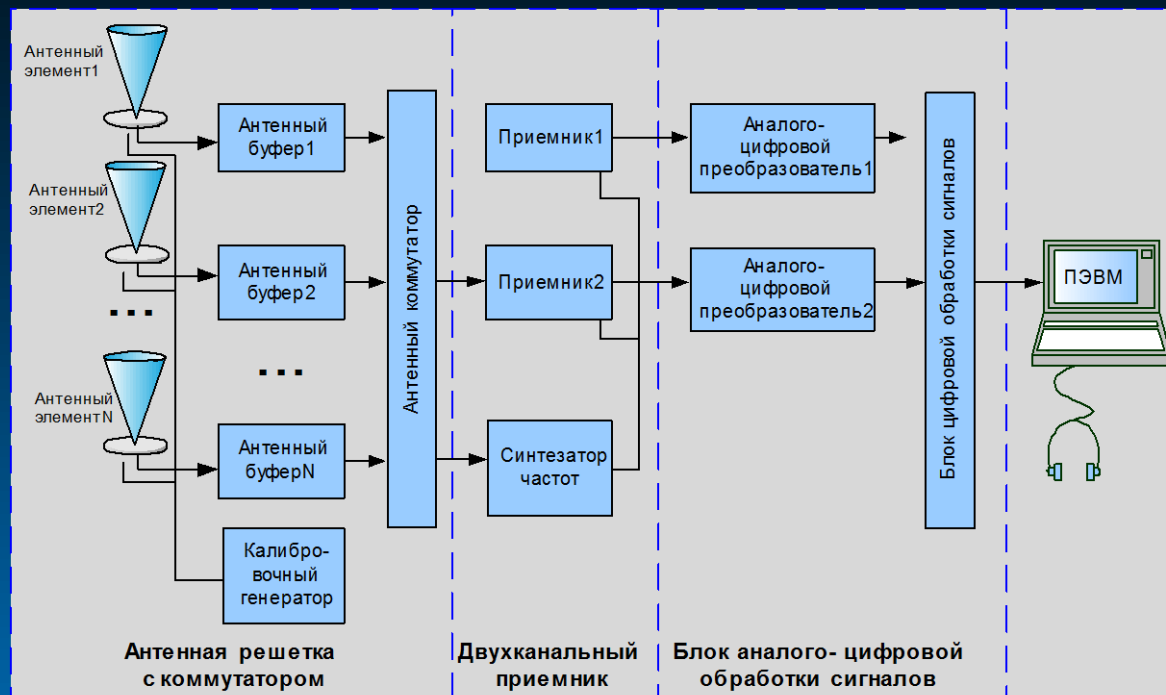 Антенный
элемент1
Антенный
буфер1
Антенный
элемент2
Антенный
буфер2
...
...
Антенный
элементN
Антенный
буферN
Калибро-
вочный
генератор
Антенный коммутатор
Приемник1
Приемник2
Синтезатор
частот
Аналого-
цифровой
преобразователь1
Аналого-
цифровой
преобразователь2
Блок цифровой обработки сигналов
ПЭВМ
Антенная решетка
с коммутатором
Двухканальный
приемник
Блок аналого- цифровой
обработки сигналов